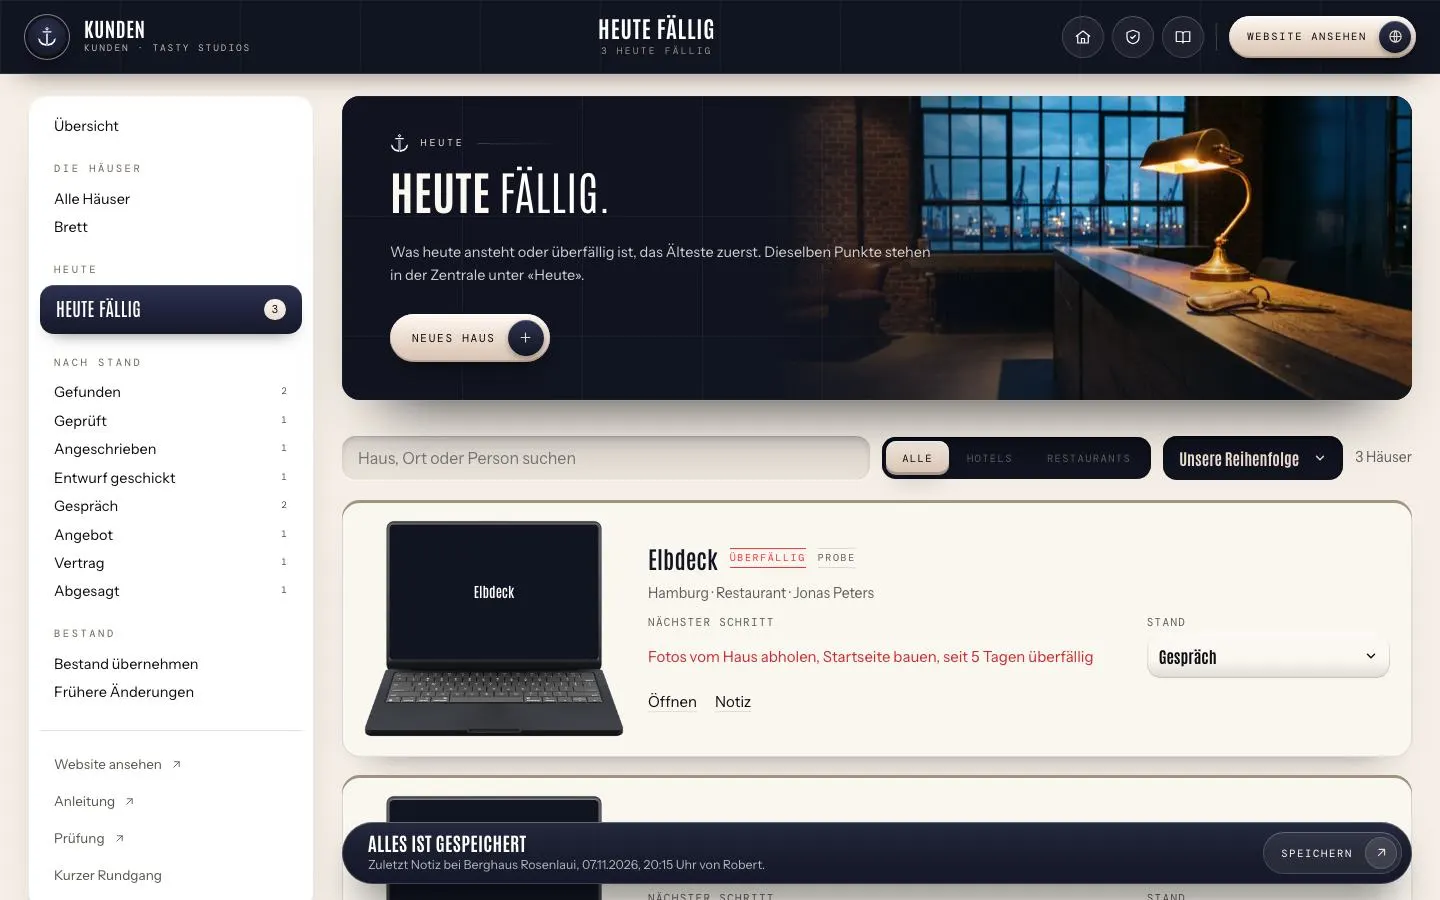 KUNDEN
KUNDEN · TASTY STUDIOS
HEUTE FÄLLIG
3 HEUTE FÄLLIG
WEBSITE ANSEHEN
Übersicht
DIE HÄUSER
Alle Häuser
Brett
HEUTE
HEUTE FÄLLIG 3
NACH STAND
Gefunden 2
Geprüft 1
Angeschrieben 1
Entwurf geschickt 1
Gespräch 2
Angebot 1
Vertrag 1
Abgesagt 1
BESTAND
Bestand übernehmen
Frühere Änderungen
Website ansehen
Anleitung
Prüfung
Kurzer Rundgang
HEUTE
HEUTE FÄLLIG.
Was heute ansteht oder überfällig ist, das Älteste zuerst. Dieselben Punkte stehen
in der Zentrale unter «Heute».
NEUES HAUS
Haus, Ort oder Person suchen
ALLE HOTELS RESTAURANTS
Unsere Reihenfolge
3 Häuser
Elbdeck
Elbdeck ÜBERFÄLLIG PROBE
Hamburg · Restaurant · Jonas Peters
NÄCHSTER SCHRITT
Fotos vom Haus abholen, Startseite bauen, seit 5 Tagen überfällig
STAND
Gespräch
Öffnen Notiz
ALLES IST GESPEICHERT
Zuletzt Notiz bei Berghaus Rosenlaui, 07.11.2026, 20:15 Uhr von Robert.
SPEICHERN
NÄCHSTER SCHRITT
STAND